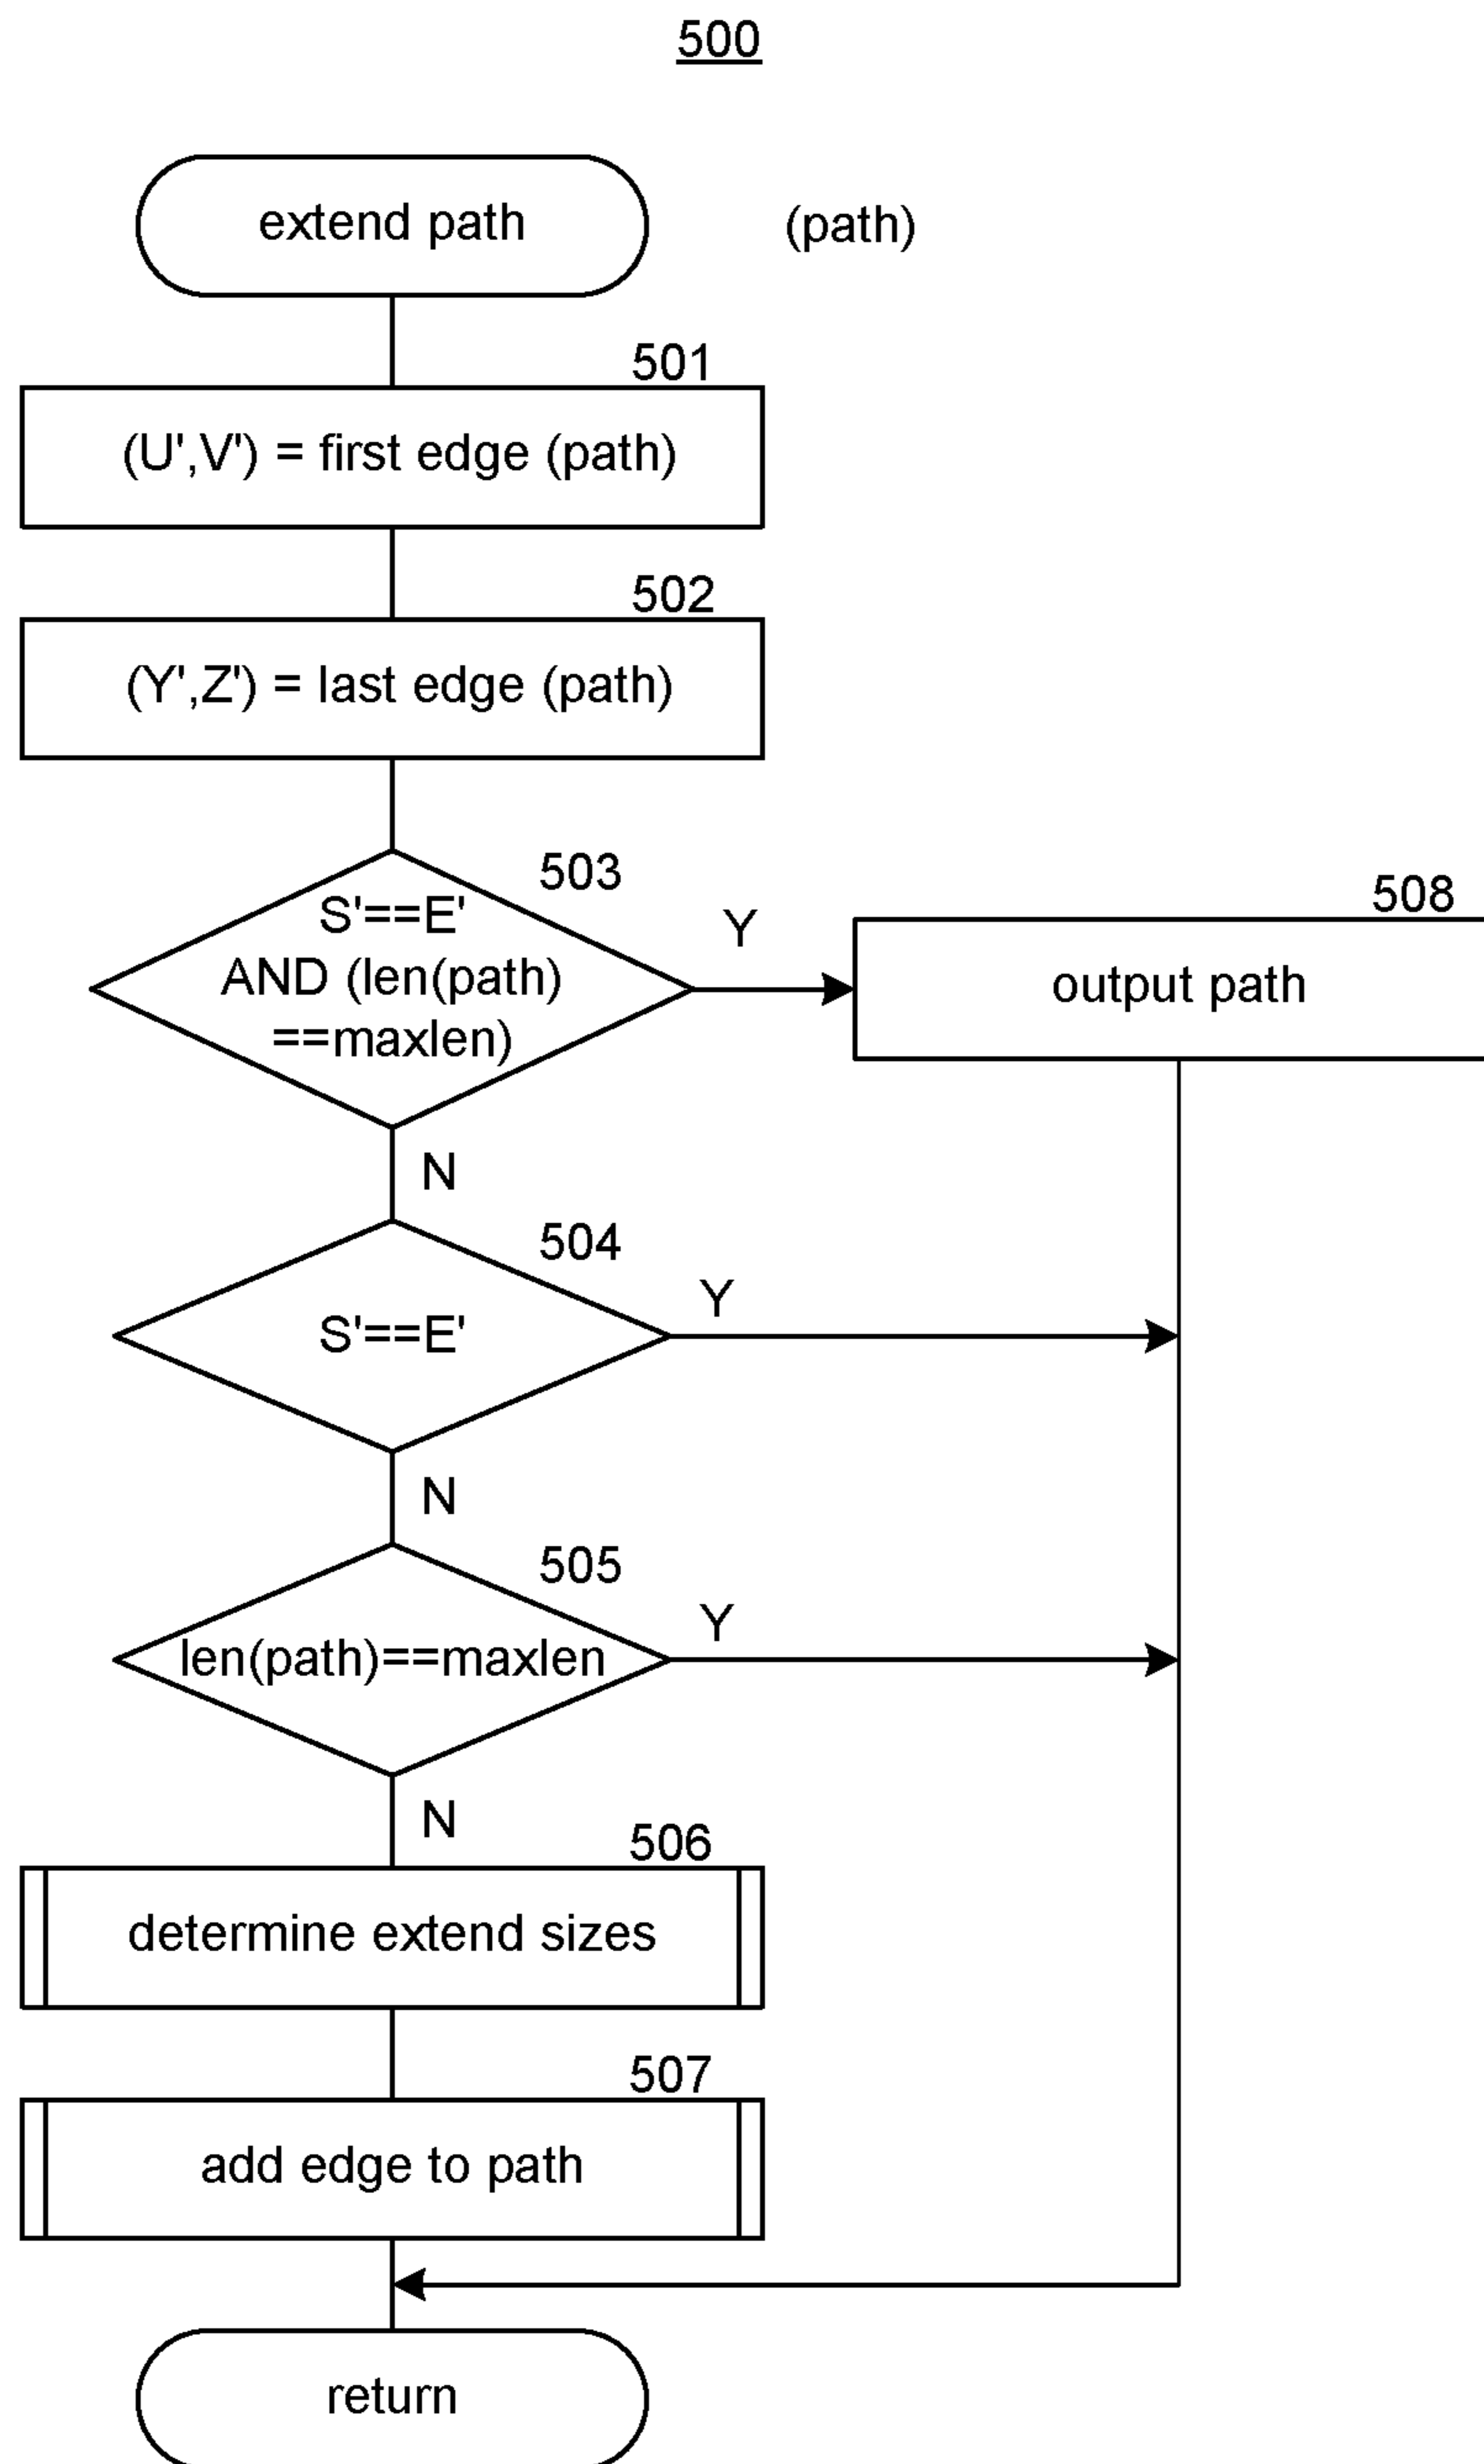 500
extend path
(path)
501
(U',V') = first edge (path)
502
(Y',Z') = last edge (path)
503
S'==E'
AND (len(path)
==maxlen)
Y
508
output path
N
504
S'==E'
Y
N
505
len(path)==maxlen
Y
N
506
determine extend sizes
507
add edge to path
return